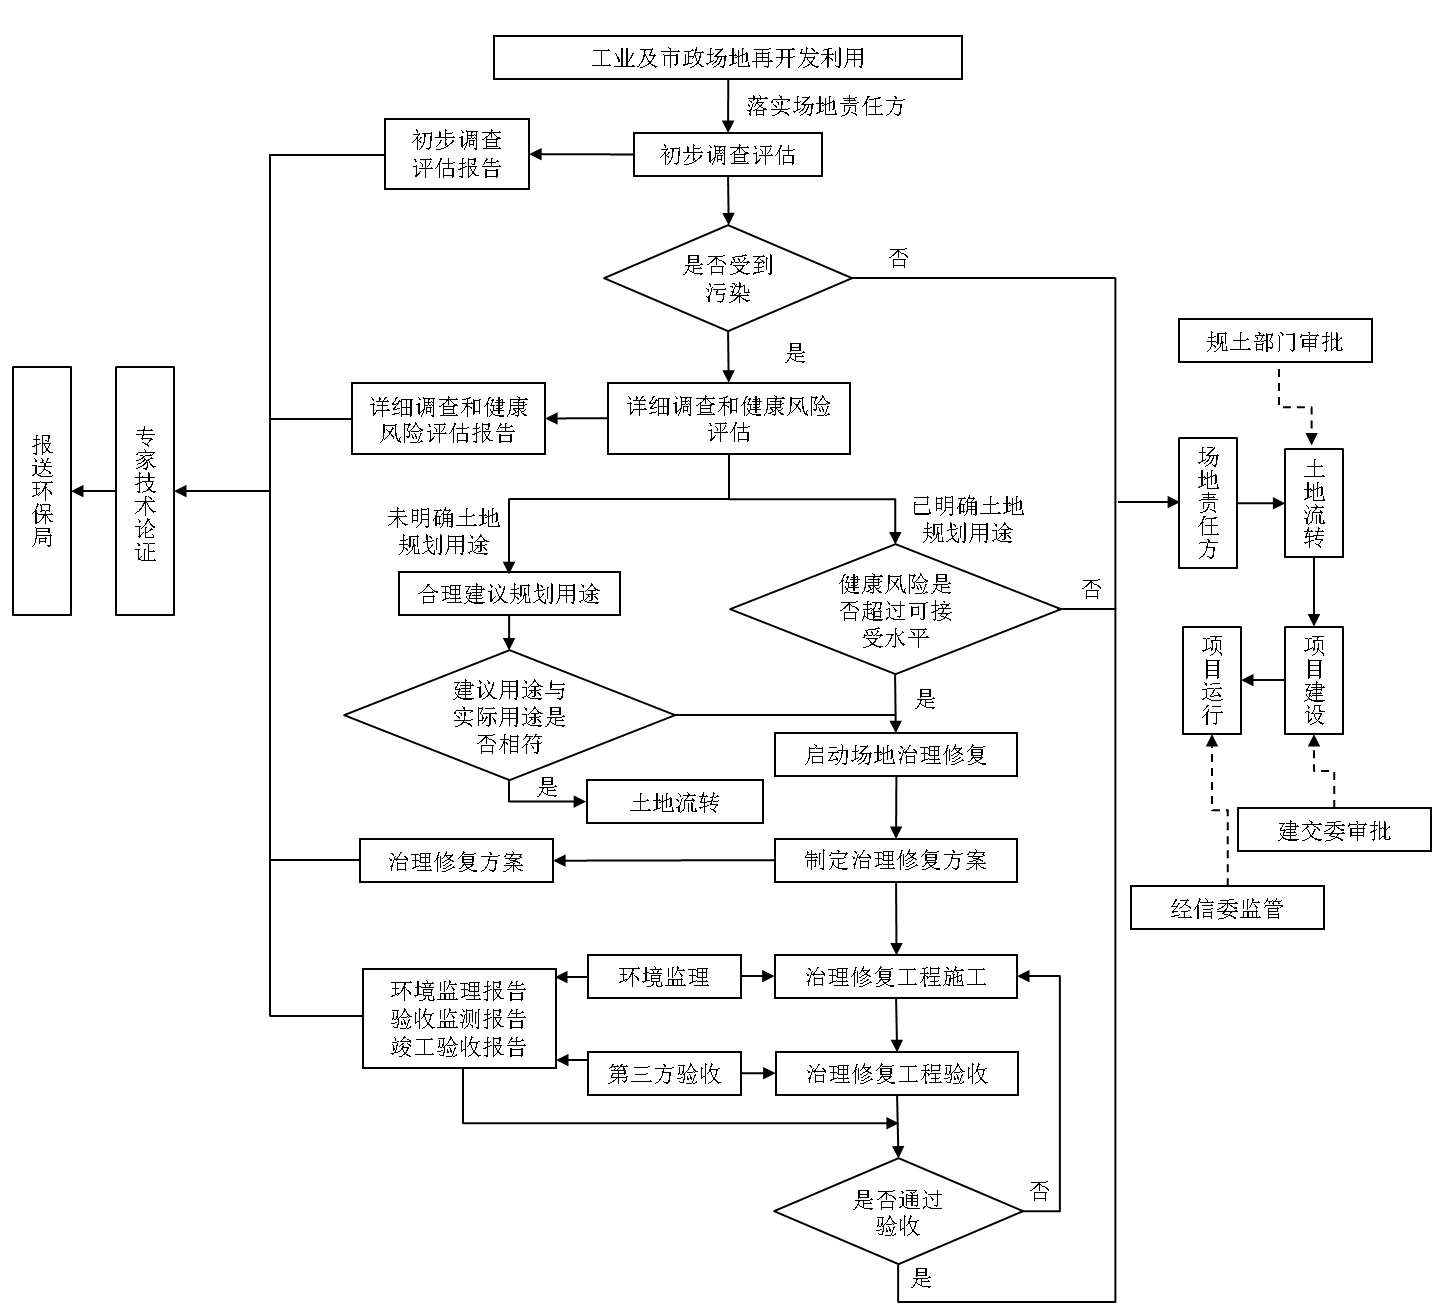 工业及市政场地再开发利用
落实场地责任方
初步调查
评估报告
初步调查评估
是否受到
污染
否
是
规土部门审批
报送环保局
专家技术论证
详细调查和健康
风险评估报告
详细调查和健康风险
评估
场地责任方
土地流转
未明确土地
规划用途
已明确土地
规划用途
合理建议规划用途
健康风险是
否超过可接
受水平
否
项目运行
项目建设
建议用途与
实际用途是
否相符
是
启动场地治理修复
是
土地流转
建交委审批
治理修复方案
制定治理修复方案
经信委监管
环境监理报告
验收监测报告
竣工验收报告
环境监理
治理修复工程施工
第三方验收
治理修复工程验收
是否通过
验收
否
是